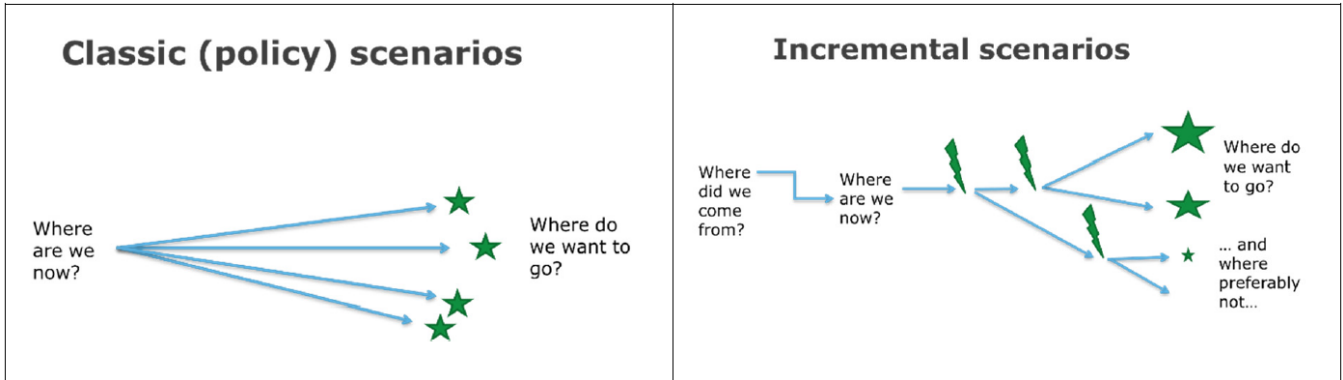 Classic (policy) scenarios
Where
are we
now?
Where do
we want to
go?
Incremental scenarios
Where
did we
come
from?
Where
are we
now?
Where do
we want
to go?
... and
where
preferably
not...